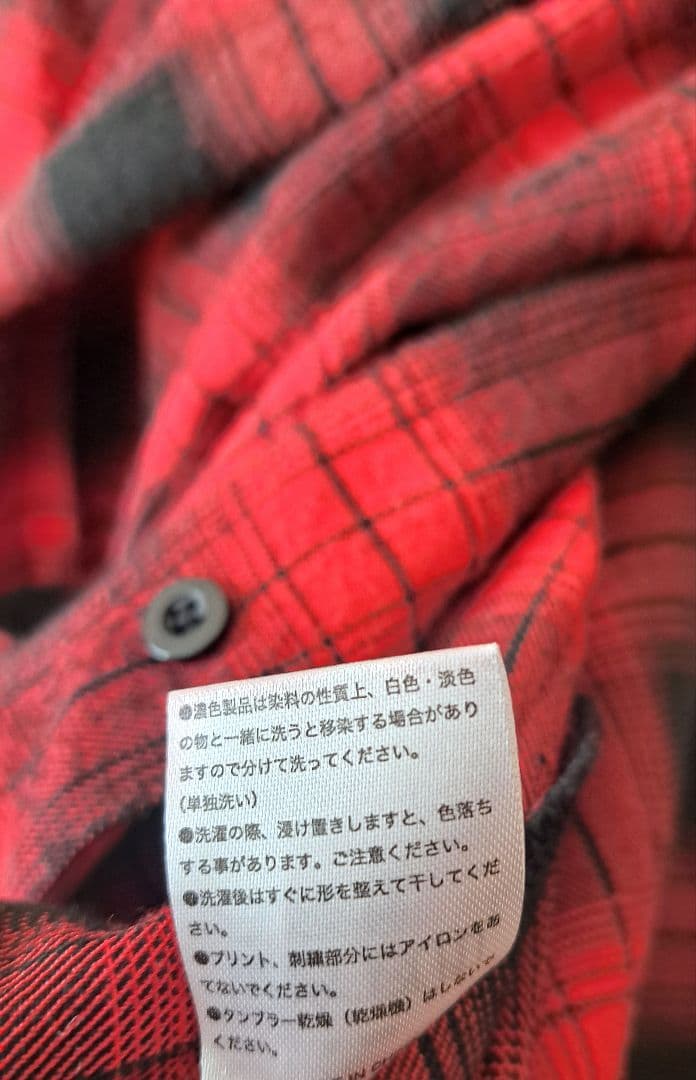 ●濃色製品は染料の性質上、白色・淡色
の物と一緒に洗うと移染する場合があり
ますので分けて洗ってください。
(単独洗い)
●洗濯の際、浸け置きしますと、色落ち
する事があります。ご注意ください。
●洗濯後はすぐに形を整えて干してくだ
さい。
●プリント、刺繍部分にはアイロンをあ
てないでください。
●タンブラー乾燥(乾燥機)はしないで
ください。
IN